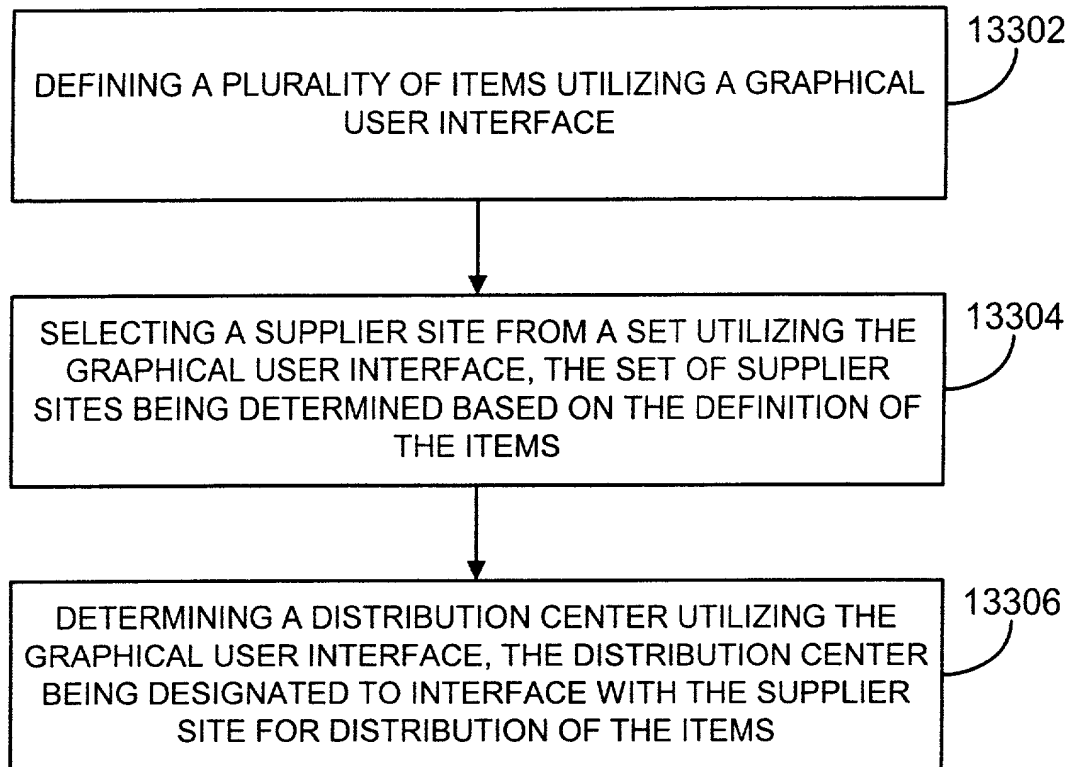 13302
DEFINING A PLURALITY OF ITEMS UTILIZING A GRAPHICAL
USER INTERFACE
13304
SELECTING A SUPPLIER SITE FROM A SET UTILIZING THE
GRAPHICAL USER INTERFACE, THE SET OF SUPPLIER
SITES BEING DETERMINED BASED ON THE DEFINITION OF
THE ITEMS
13306
DETERMINING A DISTRIBUTION CENTER UTILIZING THE
GRAPHICAL USER INTERFACE, THE DISTRIBUTION CENTER
BEING DESIGNATED TO INTERFACE WITH THE SUPPLIER
SITE FOR DISTRIBUTION OF THE ITEMS